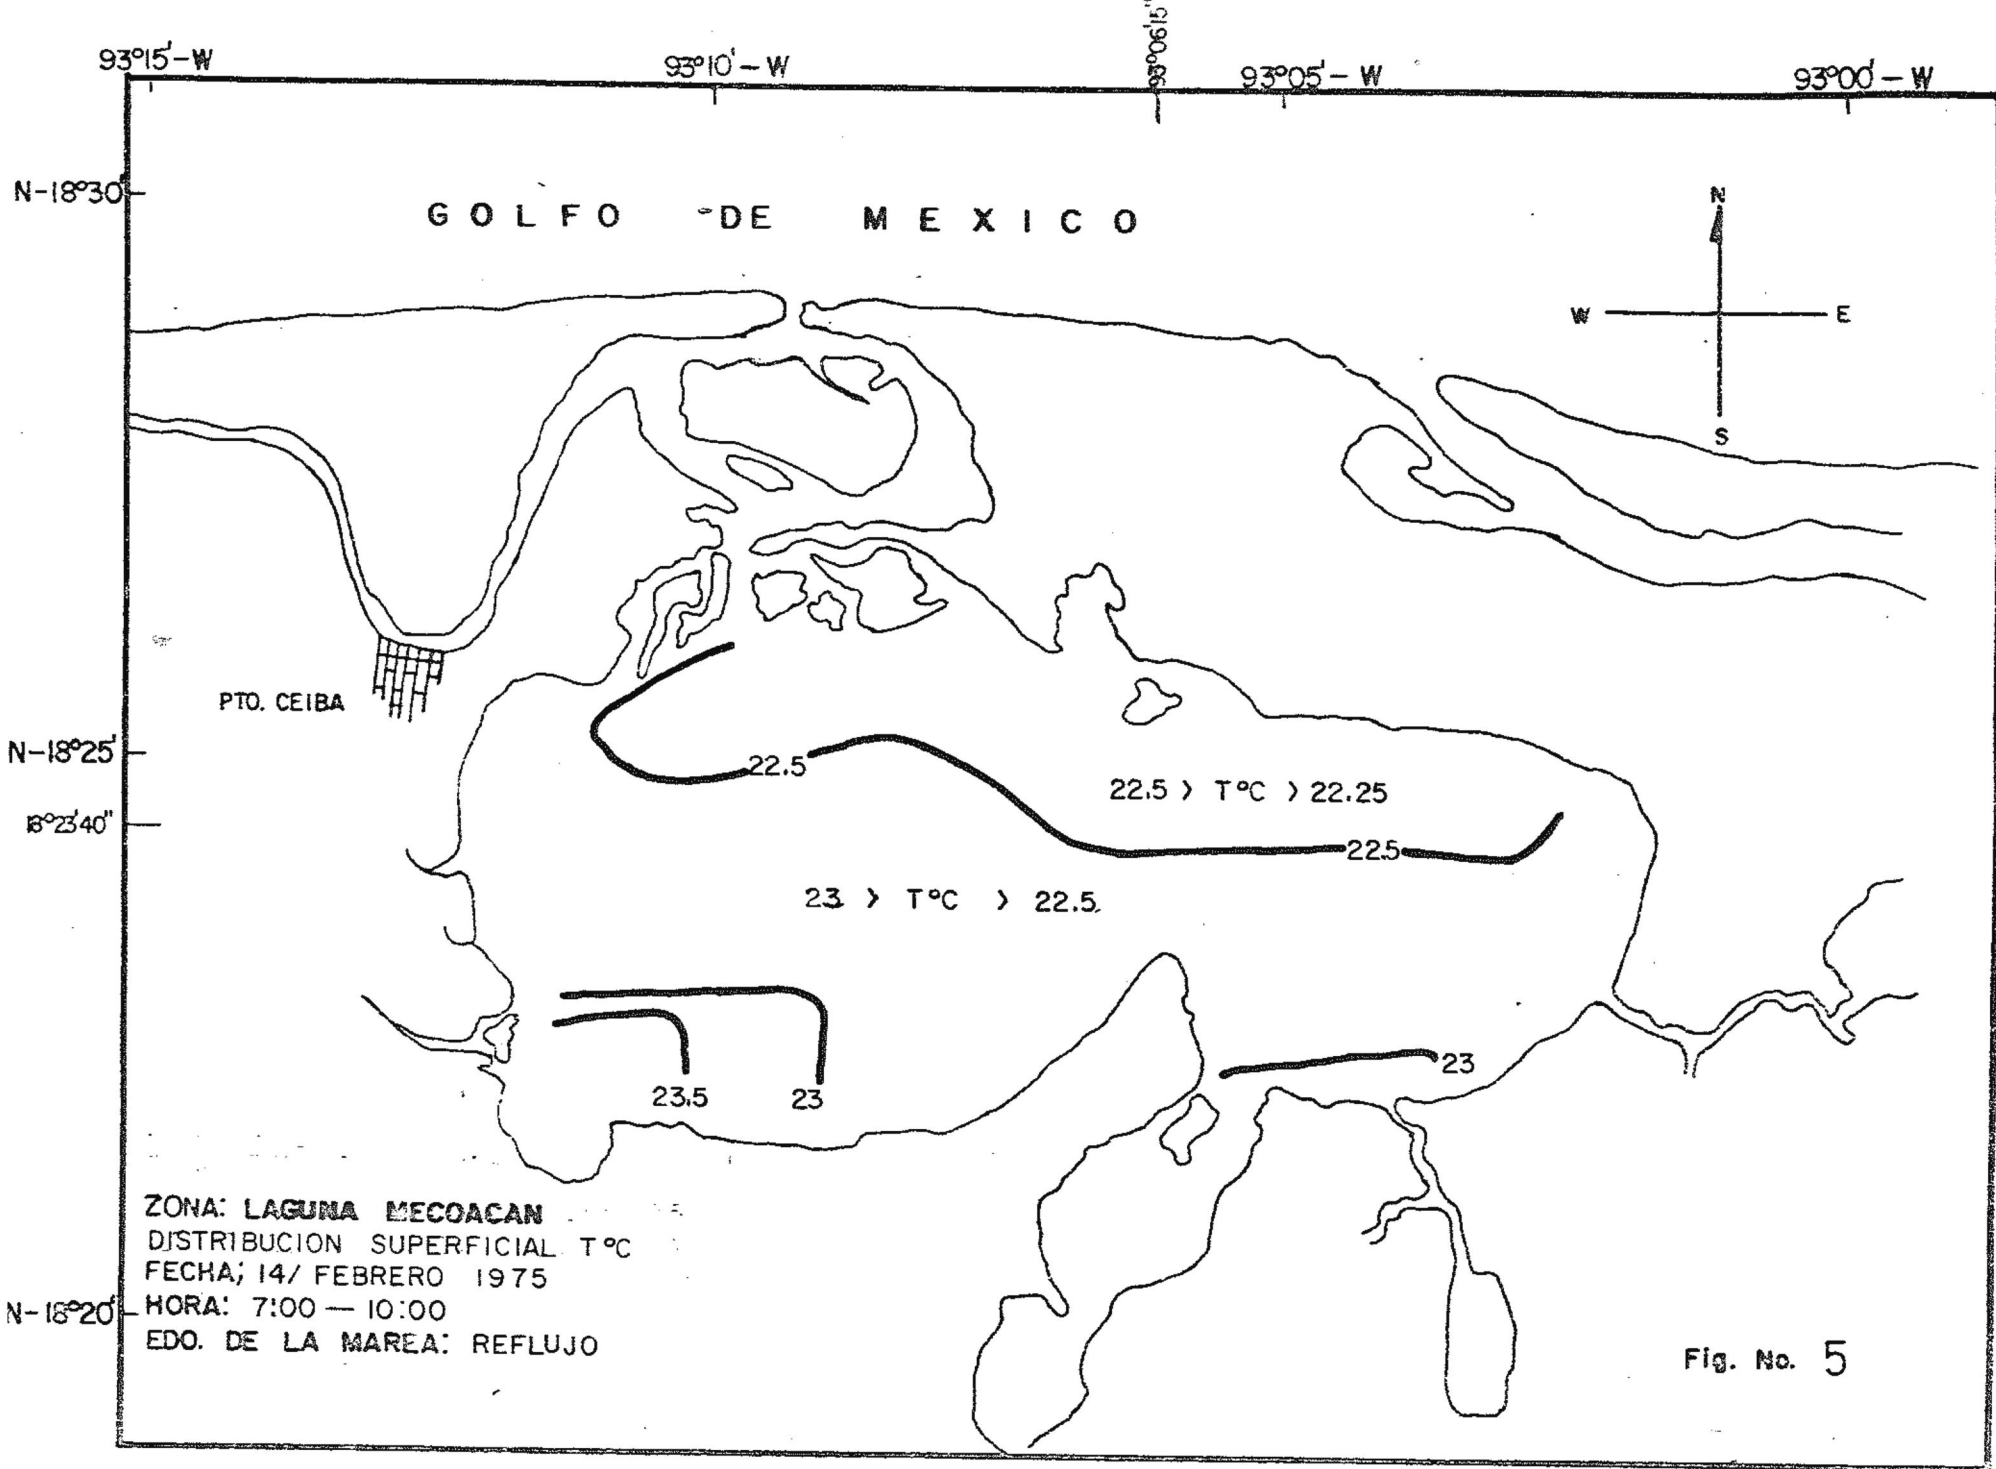 93°06'15"
93°15'-W
93°10'-W
93°05'-W
93°00'-W
N-18°30'
GOLFO DE MEXICO
N
W
E
S
PTO. CEIBA
N-18°25'
22.5
22.5 > T°C > 22.25
18°23'40"
22.5
23 > T°C > 22.5
23
23.5
23
ZONA: LAGUNA MECOACAN
DISTRIBUCION SUPERFICIAL T°C
FECHA; 14/ FEBRERO 1975
HORA: 7:00 — 10:00
N-18°20'
EDO. DE LA MAREA: REFLUJO
Fig. No. 5